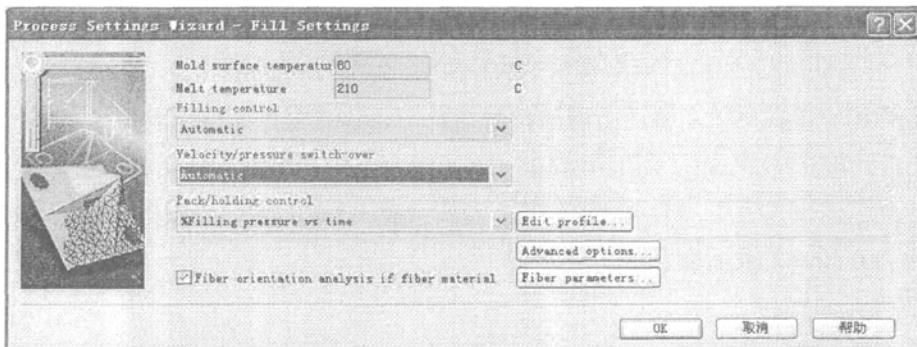 Process Settings Wizard - Fill Settings
Mold surface temperatur 60 C
Melt temperature 210 C
Filling control
Automatic
Velocity/pressure switch-over
Automatic
Pack/holding control
%Filling pressure vs time
Edit profile...
Advanced options...
Fiber orientation analysis if fiber material
Fiber parameters...
OK 取消 帮助